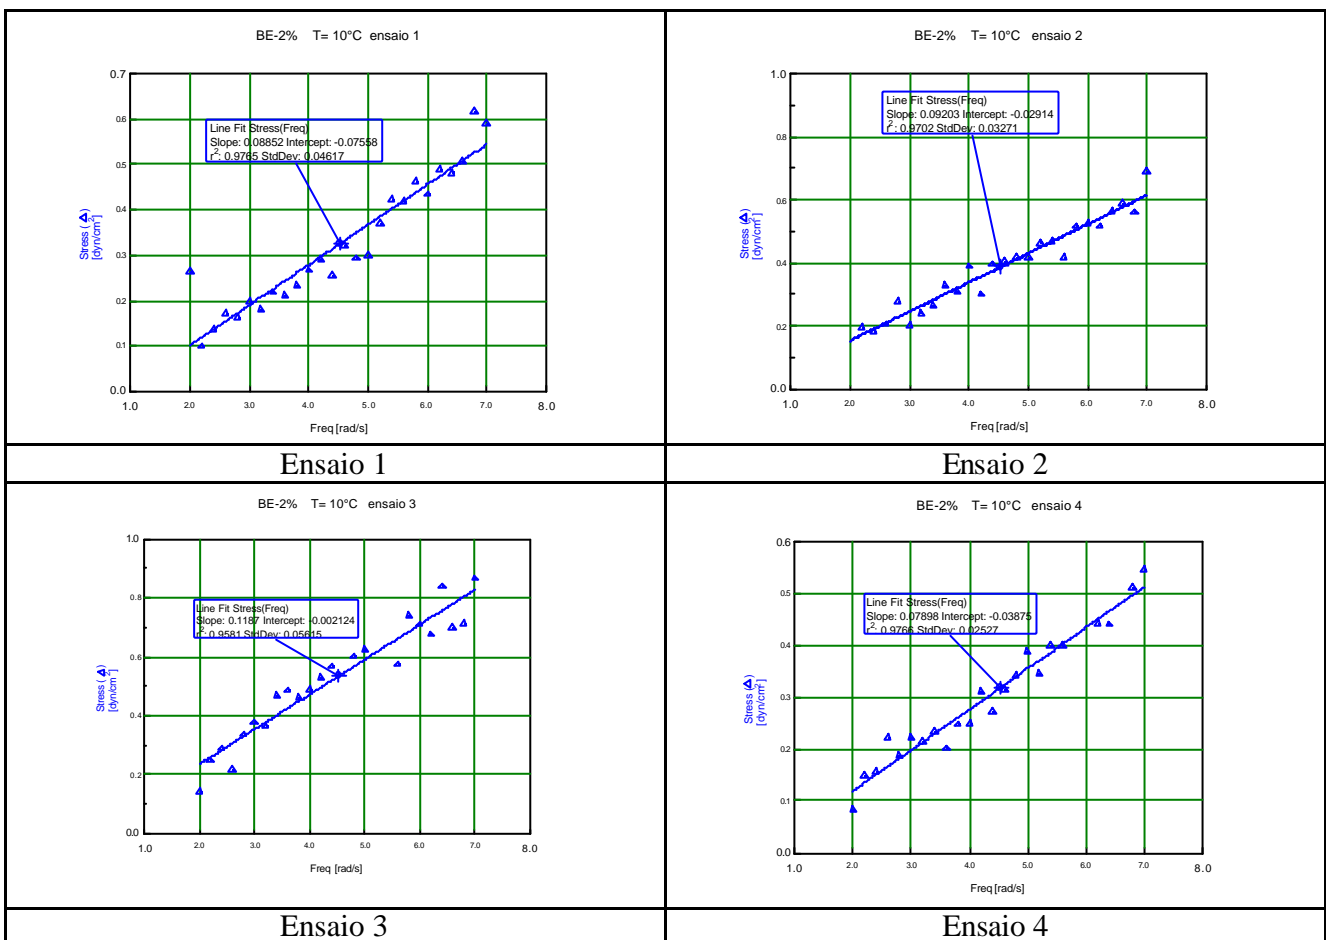 BE-2% T= 10°C ensaio 1
0.7
0.6
0.5
0.4
0.3
0.2
0.1
0.0
Stress (Δ)
[dyn/cm²]
Line Fit Stress(Freq)
Slope: 0.08852 Intercept: -0.07558
r²: 0.9765 StdDev: 0.04617
1.0 2.0 3.0 4.0 5.0 6.0 7.0 8.0
Freq [rad/s]
Ensaio 1
BE-2% T= 10°C ensaio 2
1.0
0.8
0.6
0.4
0.2
0.0
Stress (Δ)
[dyn/cm²]
Line Fit Stress(Freq)
Slope: 0.09203 Intercept: -0.02914
r²: 0.9702 StdDev: 0.03271
1.0 2.0 3.0 4.0 5.0 6.0 7.0 8.0
Freq [rad/s]
Ensaio 2
BE-2% T= 10°C ensaio 3
1.0
0.8
0.6
0.4
0.2
0.0
Stress (Δ)
[dyn/cm²]
Line Fit Stress(Freq)
Slope: 0.1187 Intercept: -0.002124
r²: 0.9581 StdDev: 0.05615
1.0 2.0 3.0 4.0 5.0 6.0 7.0 8.0
Freq [rad/s]
Ensaio 3
BE-2% T= 10°C ensaio 4
0.6
0.5
0.4
0.3
0.2
0.1
0.0
Stress (Δ)
[dyn/cm²]
Line Fit Stress(Freq)
Slope: 0.07898 Intercept: -0.03875
r²: 0.9766 StdDev: 0.02527
1.0 2.0 3.0 4.0 5.0 6.0 7.0 8.0
Freq [rad/s]
Ensaio 4